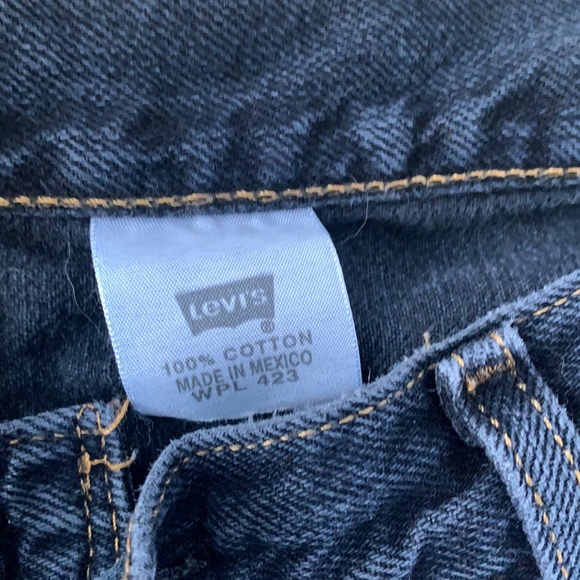 Levi's
®
100% COTTON
MADE IN MEXICO
WPL 423